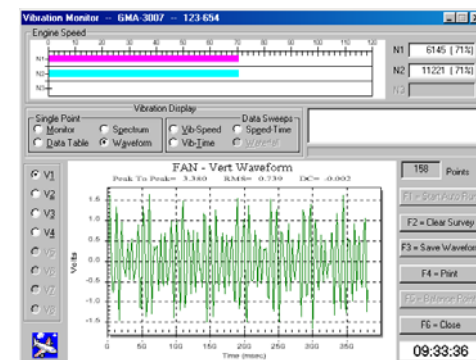 Vibration Monitor -- GMA-3007 -- 123-654
Engine Speed
0 10 20 30 40 50 60 70 80 90 100 110 120
N1-
N2-
N3-
N1 6145 (71%)
N2 11221 (71%)
N3
Vibration Display
Single Point
Data Sweeps
Monitor Spectrum Vib-Speed Speed-Time
Data Table Waveform Vib-Time Waterfall
V1
V2
V3
V4
V5
V6
V7
V8
FAN - Vert Waveform
Peak To Peak= 3.380 RMS= 0.739 DC= -0.002
Volts
1.5
1.0
0.5
0.0
-0.5
-1.0
-1.5
0 50 100 150 200 250 300 350
Time (msec)
158 Points
F1 = Start Auto Run
F2 = Clear Survey
F3 = Save Wavefor
F4 = Print
F5 = Balance Point
F6 = Close
09:33:36